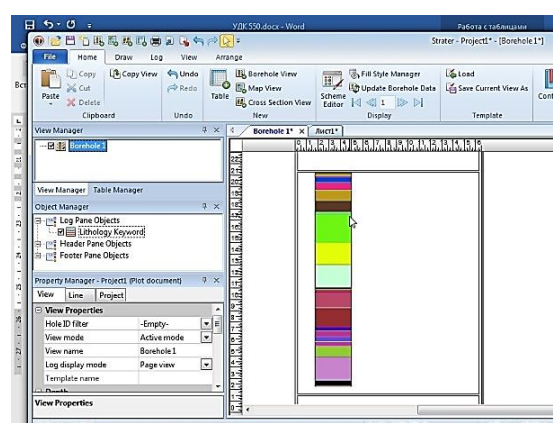 УДК 550.docx - Word
Работа с таблицами
Strater - Project1* - [Borehole 1*]
File Home Draw Log View Arrange
Paste
Copy
Cut
Delete
Copy View
Clipboard
Undo
Redo
Undo
Table
Borehole View
Map View
Cross Section View
New
Scheme Editor
Fill Style Manager
Update Borehole Data
1
Display
Load
Save Current View As
Template
View Manager
Borehole 1
View Manager Table Manager
Object Manager
Log Pane Objects
Lithology Keyword
Header Pane Objects
Footer Pane Objects
Property Manager - Project1 (Plot document)
View Line Project
View Properties
Hole ID filter -Empty-
View mode Active mode
View name Borehole 1
Log display mode Page view
Template name
Depth
View Properties
Borehole 1* Лист1*